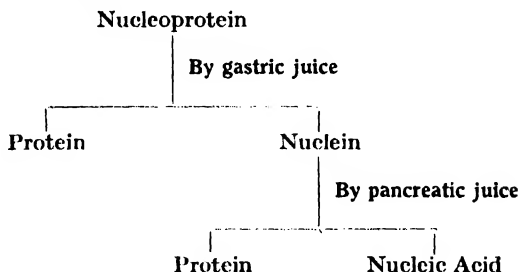 Nucleoprotein
By gastric juice
Protein Nuclein
By pancreatic juice
Protein Nucleic Acid